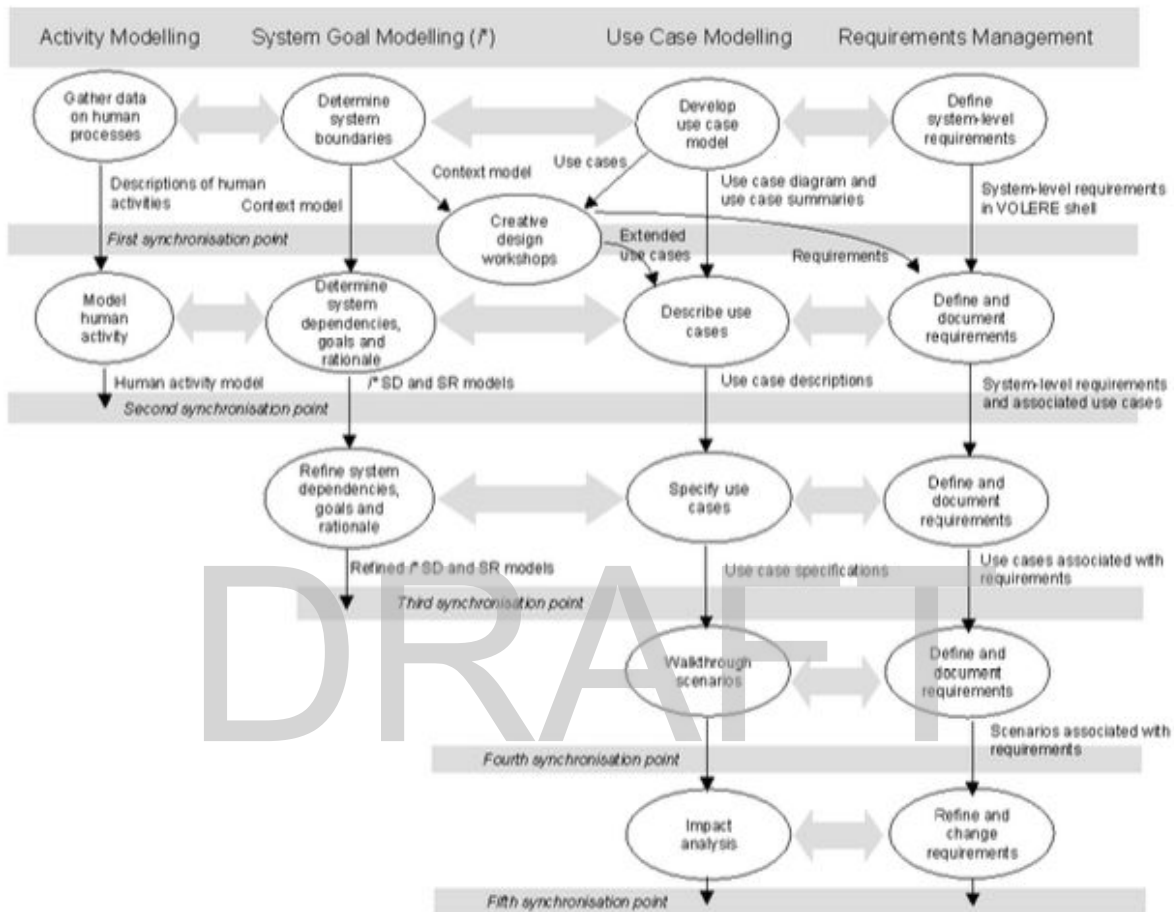 Activity Modelling
System Goal Modelling (i*)
Use Case Modelling
Requirements Management
Gather data
on human
processes
Determine
system
boundaries
Develop
use case
model
Define
system-level
requirements
Descriptions of human
activities
Context model
Context model
Use cases
Use case diagram and
use case summaries
System-level requirements
in VOLERE shell
First synchronisation point
Creative
design
workshops
Extended
use cases
Requirements
Model
human
activity
Determine
system
dependencies,
goals and
rationale
Describe use
cases
Define and
document
requirements
Human activity model
i* SD and SR models
Use case descriptions
System-level requirements
and associated use cases
Second synchronisation point
Refine system
dependencies,
goals and
rationale
Specify use
cases
Define and
document
requirements
Refined i* SD and SR models
Use case specifications
Use cases associated with
requirements
Third synchronisation point
DRAFT
Walkthrough
scenarios
Define and
document
requirements
Scenarios associated with
requirements
Fourth synchronisation point
Impact
analysis
Refine and
change
requirements
Fifth synchronisation point